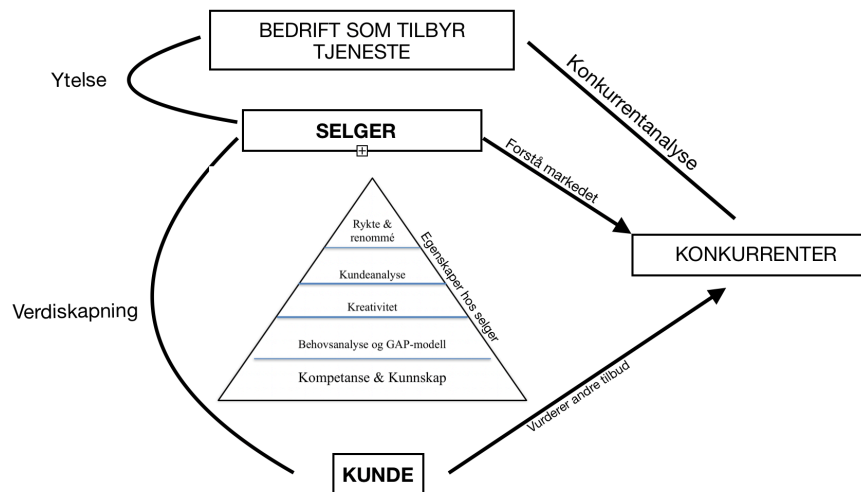 BEDRIFT SOM TILBYR
TJENESTE
Ytelse
Konkurrentanalyse
SELGER
Forstå markedet
Rykte &
renommé
Egenskaper hos selger
KONKURRENTER
Kundeanalyse
Verdiskapning
Kreativitet
Behovsanalyse og GAP-modell
Kompetanse & Kunnskap
Vurderer andre tilbud
KUNDE